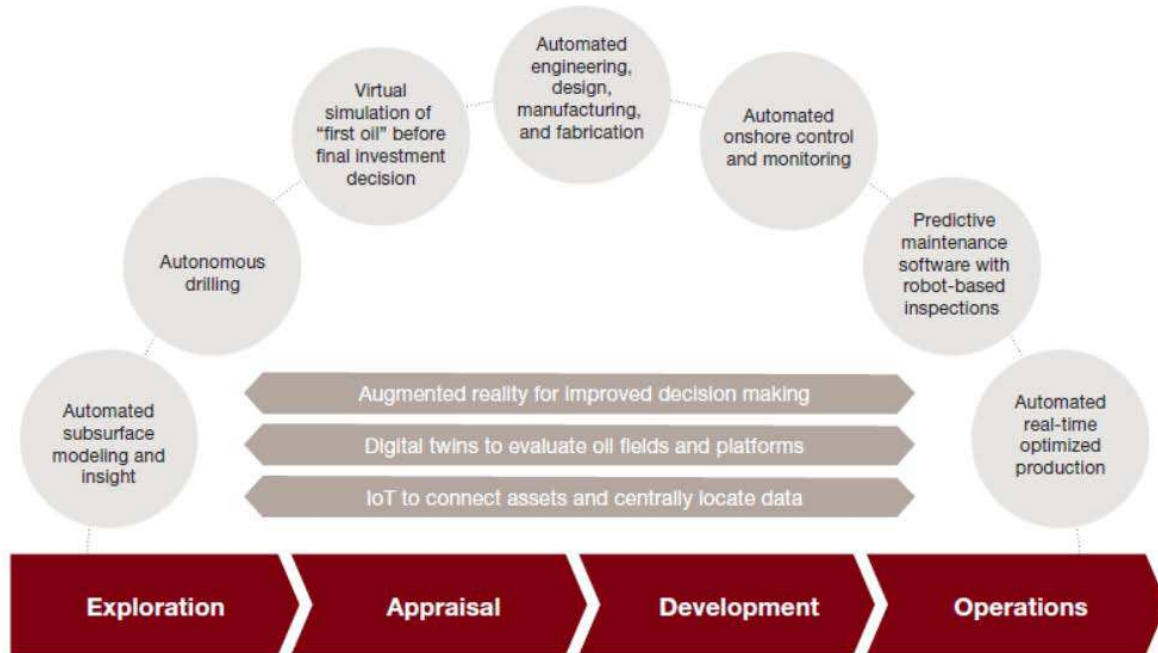 Automated
engineering,
design,
manufacturing,
and fabrication
Virtual
simulation of
“first oil” before
final investment
decision
Automated
onshore control
and monitoring
Autonomous
drilling
Predictive
maintenance
software with
robot-based
inspections
Automated
subsurface
modeling and
insight
Augmented reality for improved decision making
Digital twins to evaluate oil fields and platforms
IoT to connect assets and centrally locate data
Automated
real-time
optimized
production
Exploration
Appraisal
Development
Operations